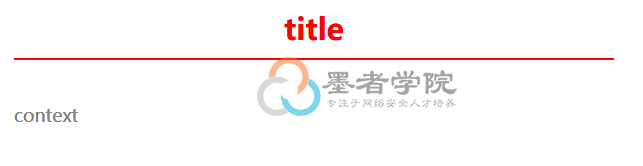 title
墨者学院
专注于网络安全人才培养
context